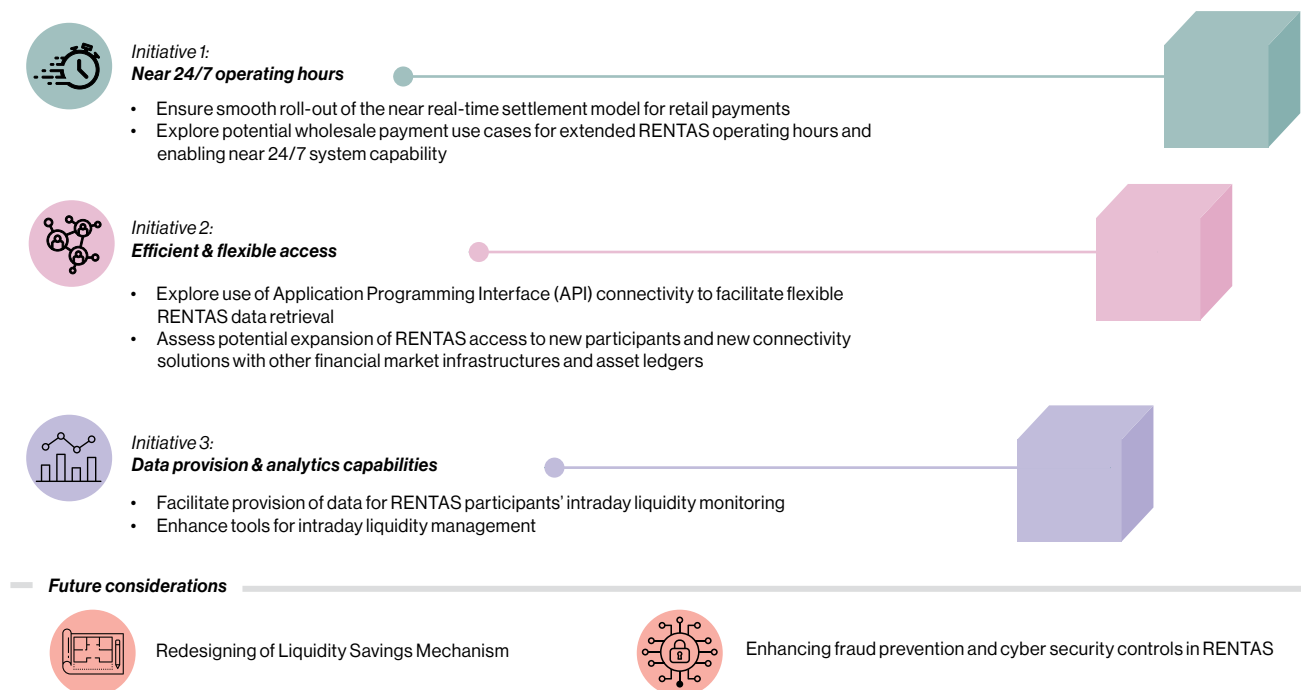 Initiative 1:
Near 24/7 operating hours
• Ensure smooth roll-out of the near real-time settlement model for retail payments
• Explore potential wholesale payment use cases for extended RENTAS operating hours and
enabling near 24/7 system capability
Initiative 2:
Efficient & flexible access
• Explore use of Application Programming Interface (API) connectivity to facilitate flexible
RENTAS data retrieval
• Assess potential expansion of RENTAS access to new participants and new connectivity
solutions with other financial market infrastructures and asset ledgers
Initiative 3:
Data provision & analytics capabilities
• Facilitate provision of data for RENTAS participants' intraday liquidity monitoring
• Enhance tools for intraday liquidity management
Future considerations
Redesigning of Liquidity Savings Mechanism
Enhancing fraud prevention and cyber security controls in RENTAS